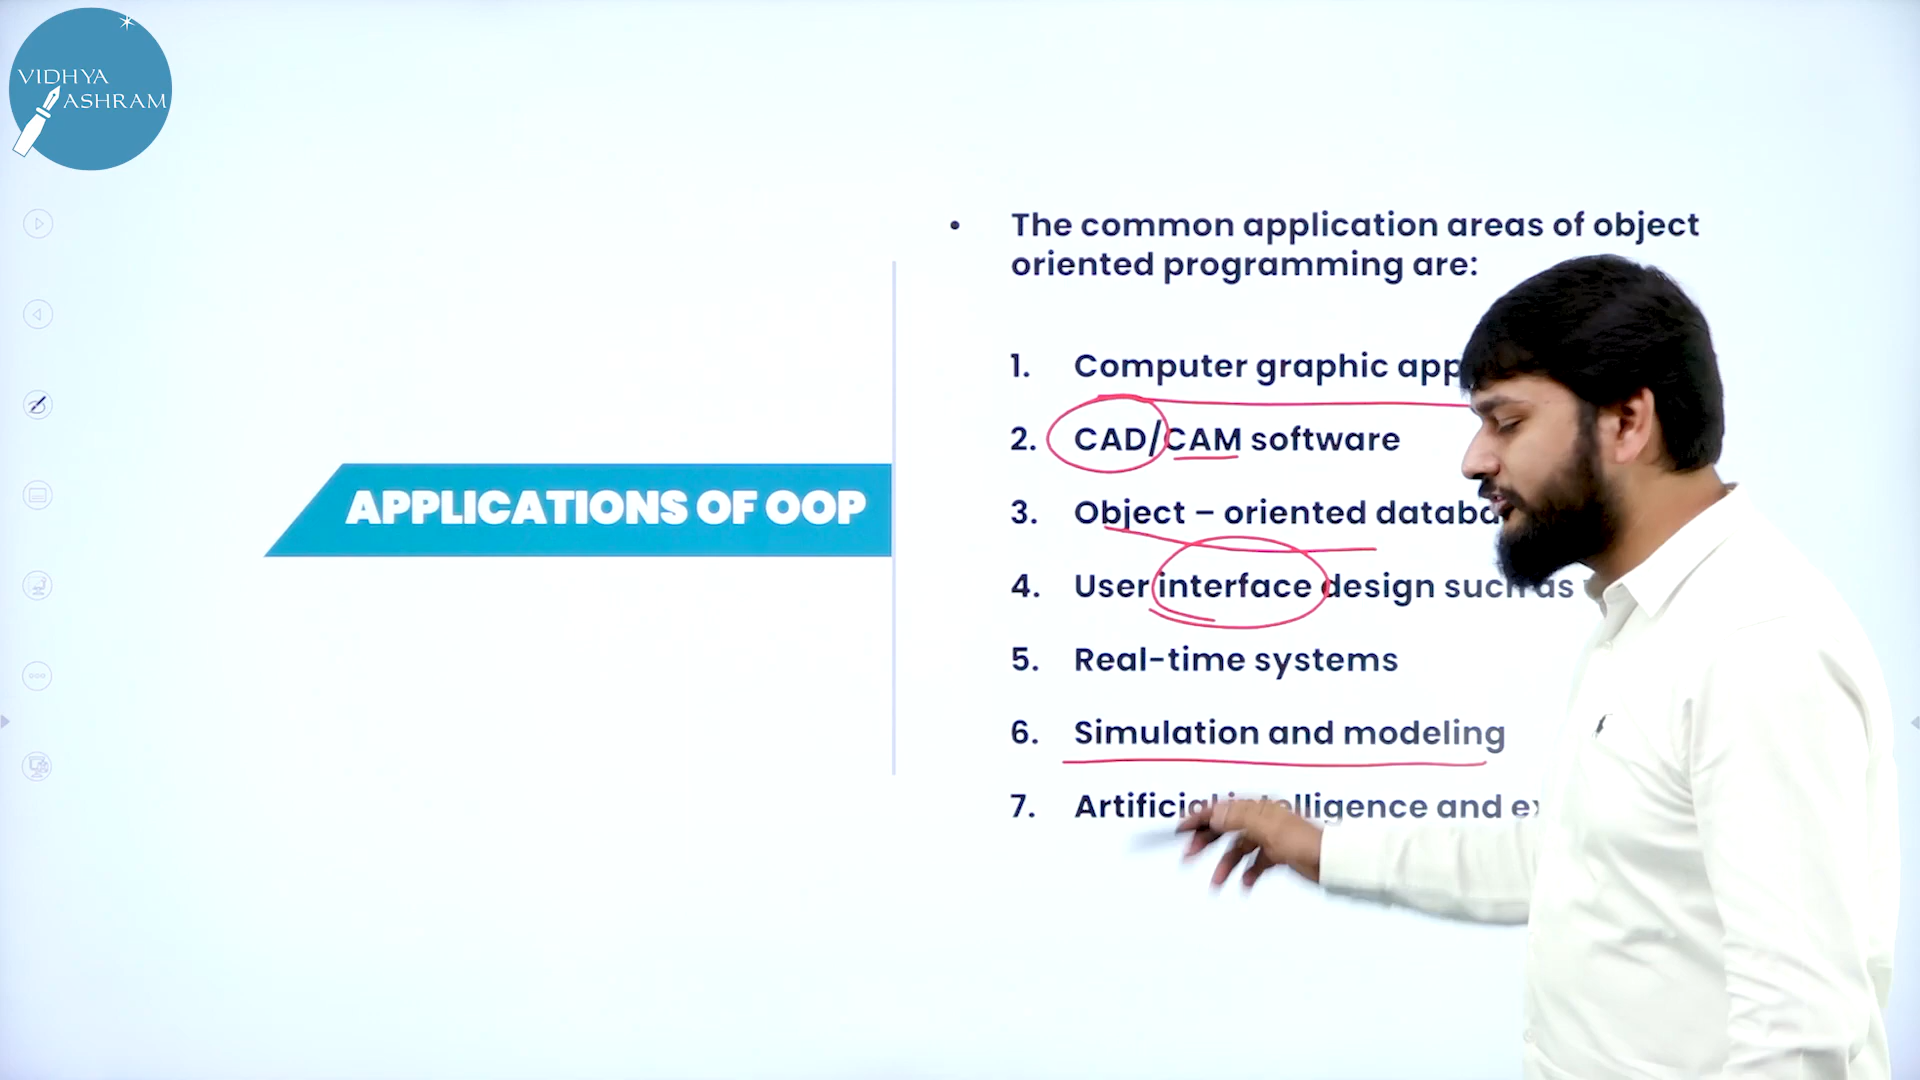 VIDHYA
ASHRAM
• The common application areas of object
oriented programming are:
1. Computer graphic
2. CAD/CAM software
3. Object – oriented
4. User interface design such as
5. Real-time systems
6. Simulation and modeling
7. Artificial intelligence and
APPLICATIONS OF OOP